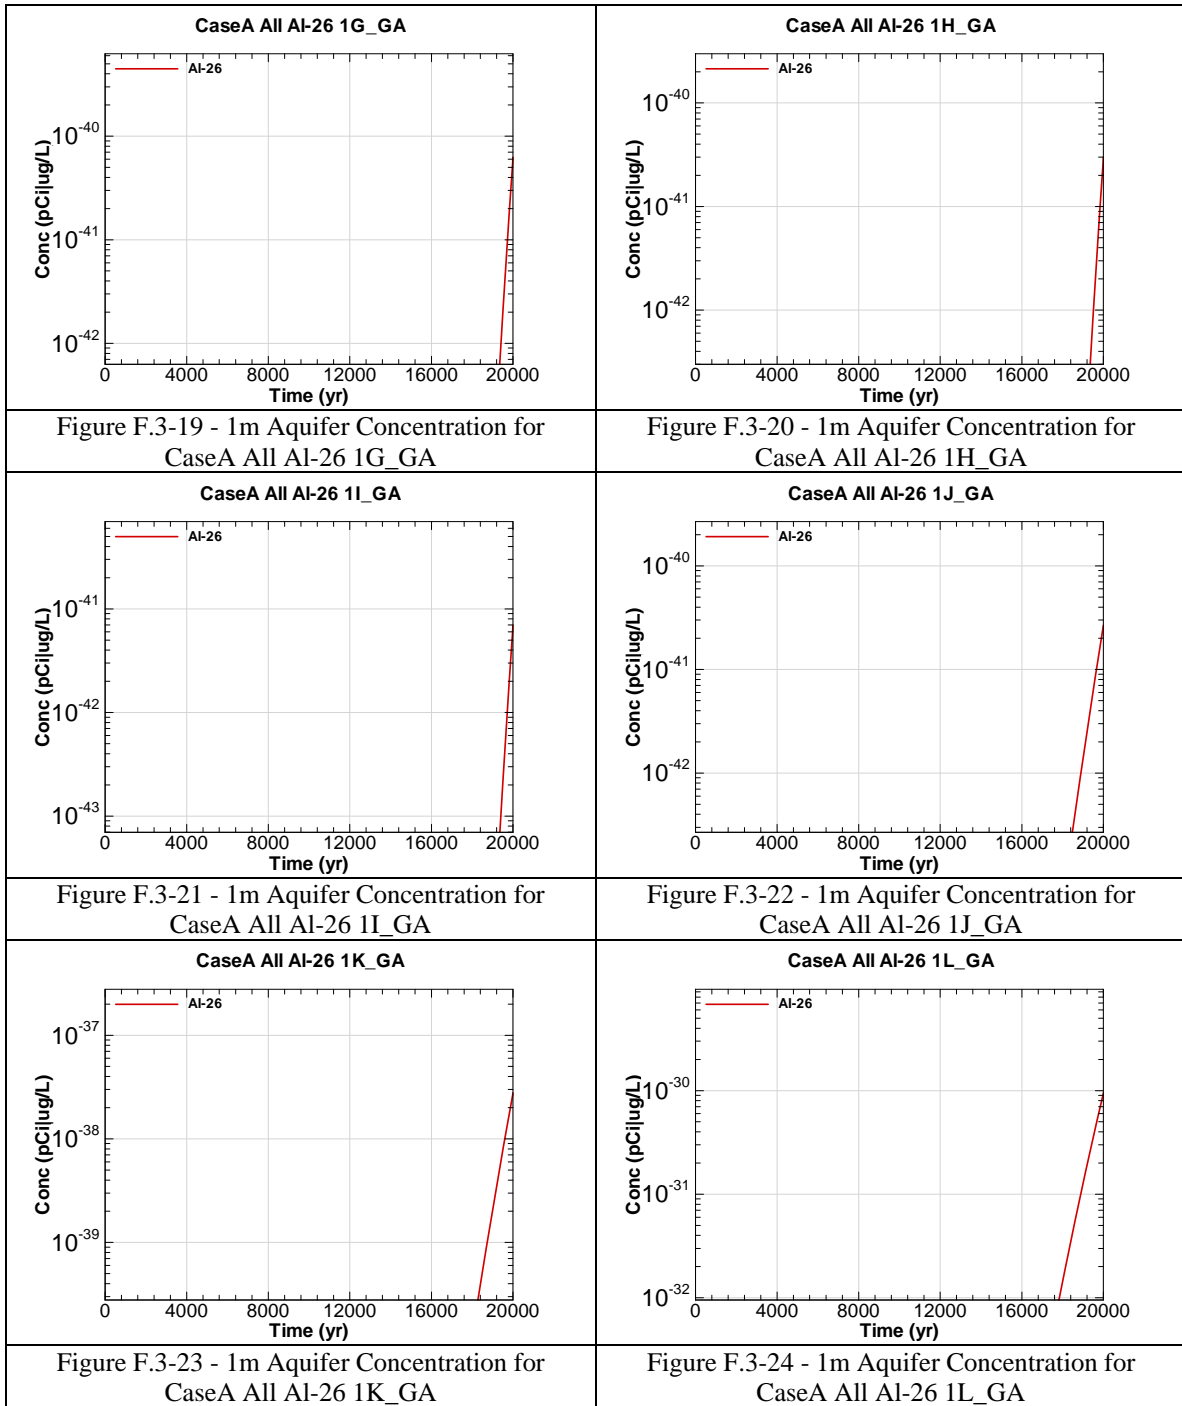 CaseA All Al-26 1G_GA
Al-26
Conc (pCi|ug/L)
10-40
10-41
10-42
0 4000 8000 12000 16000 20000
Time (yr)
Figure F.3-19 - 1m Aquifer Concentration for
CaseA All Al-26 1G_GA
CaseA All Al-26 1H_GA
Al-26
Conc (pCi|ug/L)
10-40
10-41
10-42
0 4000 8000 12000 16000 20000
Time (yr)
Figure F.3-20 - 1m Aquifer Concentration for
CaseA All Al-26 1H_GA
CaseA All Al-26 1I_GA
Al-26
Conc (pCi|ug/L)
10-41
10-42
10-43
0 4000 8000 12000 16000 20000
Time (yr)
Figure F.3-21 - 1m Aquifer Concentration for
CaseA All Al-26 1I_GA
CaseA All Al-26 1J_GA
Al-26
Conc (pCi|ug/L)
10-40
10-41
10-42
0 4000 8000 12000 16000 20000
Time (yr)
Figure F.3-22 - 1m Aquifer Concentration for
CaseA All Al-26 1J_GA
CaseA All Al-26 1K_GA
Al-26
Conc (pCi|ug/L)
10-37
10-38
10-39
0 4000 8000 12000 16000 20000
Time (yr)
Figure F.3-23 - 1m Aquifer Concentration for
CaseA All Al-26 1K_GA
CaseA All Al-26 1L_GA
Al-26
Conc (pCi|ug/L)
10-30
10-31
10-32
0 4000 8000 12000 16000 20000
Time (yr)
Figure F.3-24 - 1m Aquifer Concentration for
CaseA All Al-26 1L_GA